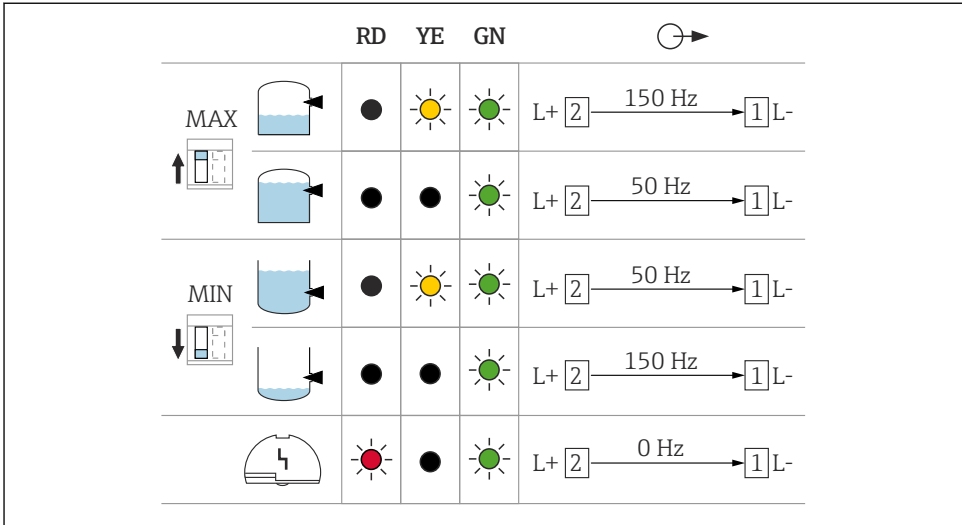 RD YE GN
MAX
L+ 2 150 Hz 1 L-
L+ 2 50 Hz 1 L-
MIN
L+ 2 50 Hz 1 L-
L+ 2 150 Hz 1 L-
L+ 2 0 Hz 1 L-